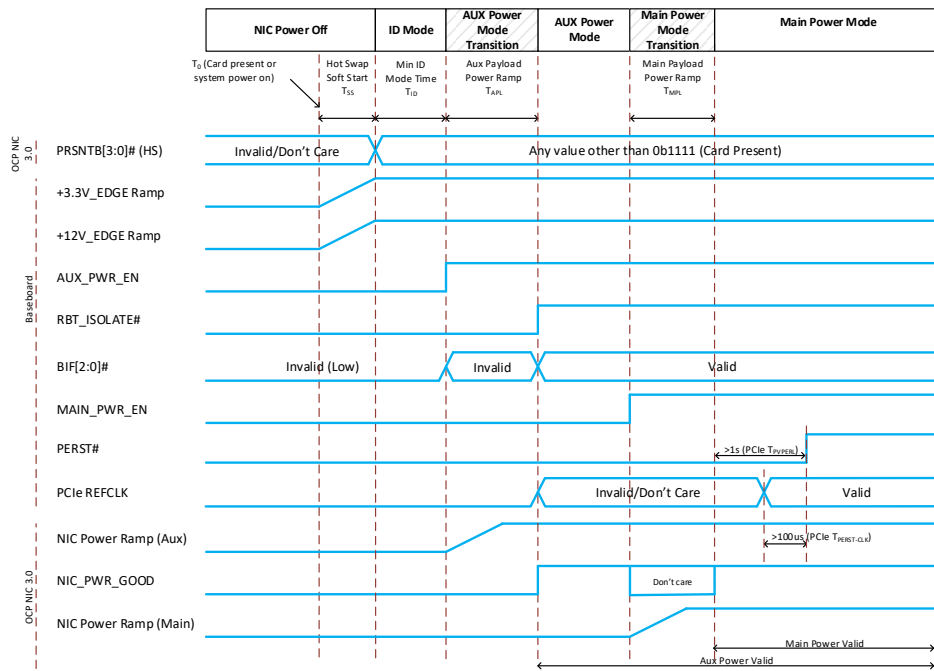 NIC Power Off
ID Mode
AUX Power
Mode
Transition
AUX Power
Mode
Main Power
Mode
Transition
Main Power Mode
T0 (Card present or
system power on)
Hot Swap
Soft Start
TSS
Min ID
Mode Time
TID
Aux Payload
Power Ramp
TAPL
Main Payload
Power Ramp
TMPL
OCP NIC
3.0
PRSNTB[3:0]# (HS)
Invalid/Don't Care
Any value other than 0b1111 (Card Present)
Baseboard
+3.3V_EDGE Ramp
+12V_EDGE Ramp
AUX_PWR_EN
RBT_ISOLATE#
BIF[2:0]#
Invalid (Low)
Invalid
Valid
MAIN_PWR_EN
PERST#
>1s (PCIe TPVPERL)
PCIe REFCLK
Invalid/Don't Care
Valid
OCP NIC 3.0
NIC Power Ramp (Aux)
>100us (PCIe TPERST-CLK)
NIC_PWR_GOOD
Don't care
NIC Power Ramp (Main)
Main Power Valid
Aux Power Valid